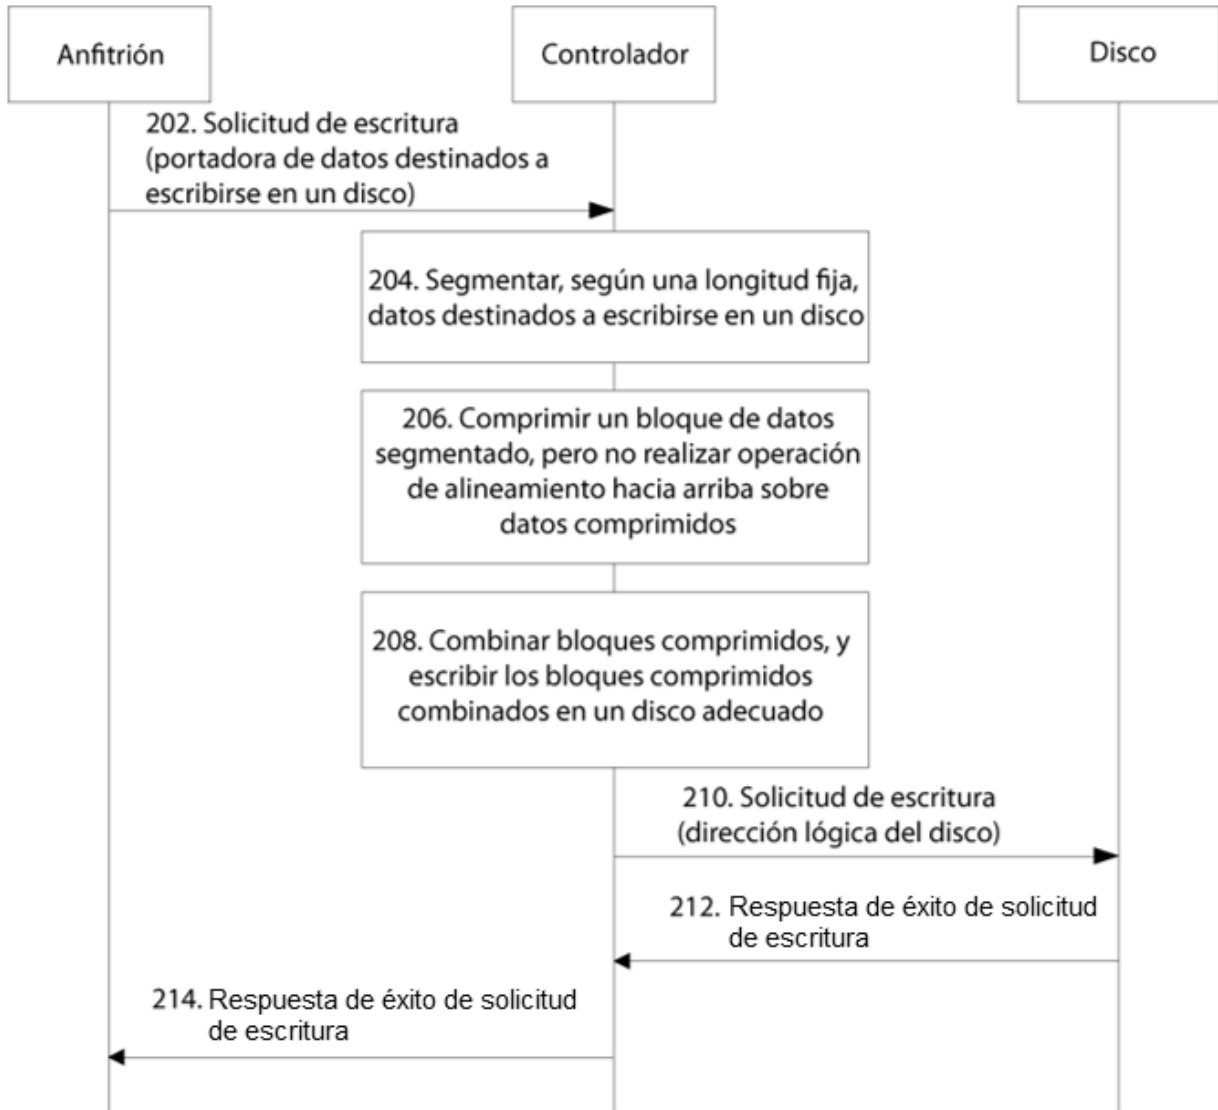 Anfitrión
Controlador
Disco
202. Solicitud de escritura
(portadora de datos destinados a
escribirse en un disco)
204. Segmentar, según una longitud fija,
datos destinados a escribirse en un disco
206. Comprimir un bloque de datos
segmentado, pero no realizar operación
de alineamiento hacia arriba sobre
datos comprimidos
208. Combinar bloques comprimidos, y
escribir los bloques comprimidos
combinados en un disco adecuado
210. Solicitud de escritura
(dirección lógica del disco)
212. Respuesta de éxito de solicitud
de escritura
214. Respuesta de éxito de solicitud
de escritura